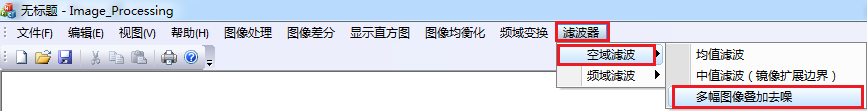 无标题 - Image_Processing
文件(F) 编辑(E) 视图(V) 帮助(H) 图像处理 图像差分 显示直方图 图像均衡化 频域变换 滤波器
空域滤波
频域滤波
均值滤波
中值滤波（镜像扩展边界）
多幅图像叠加去噪